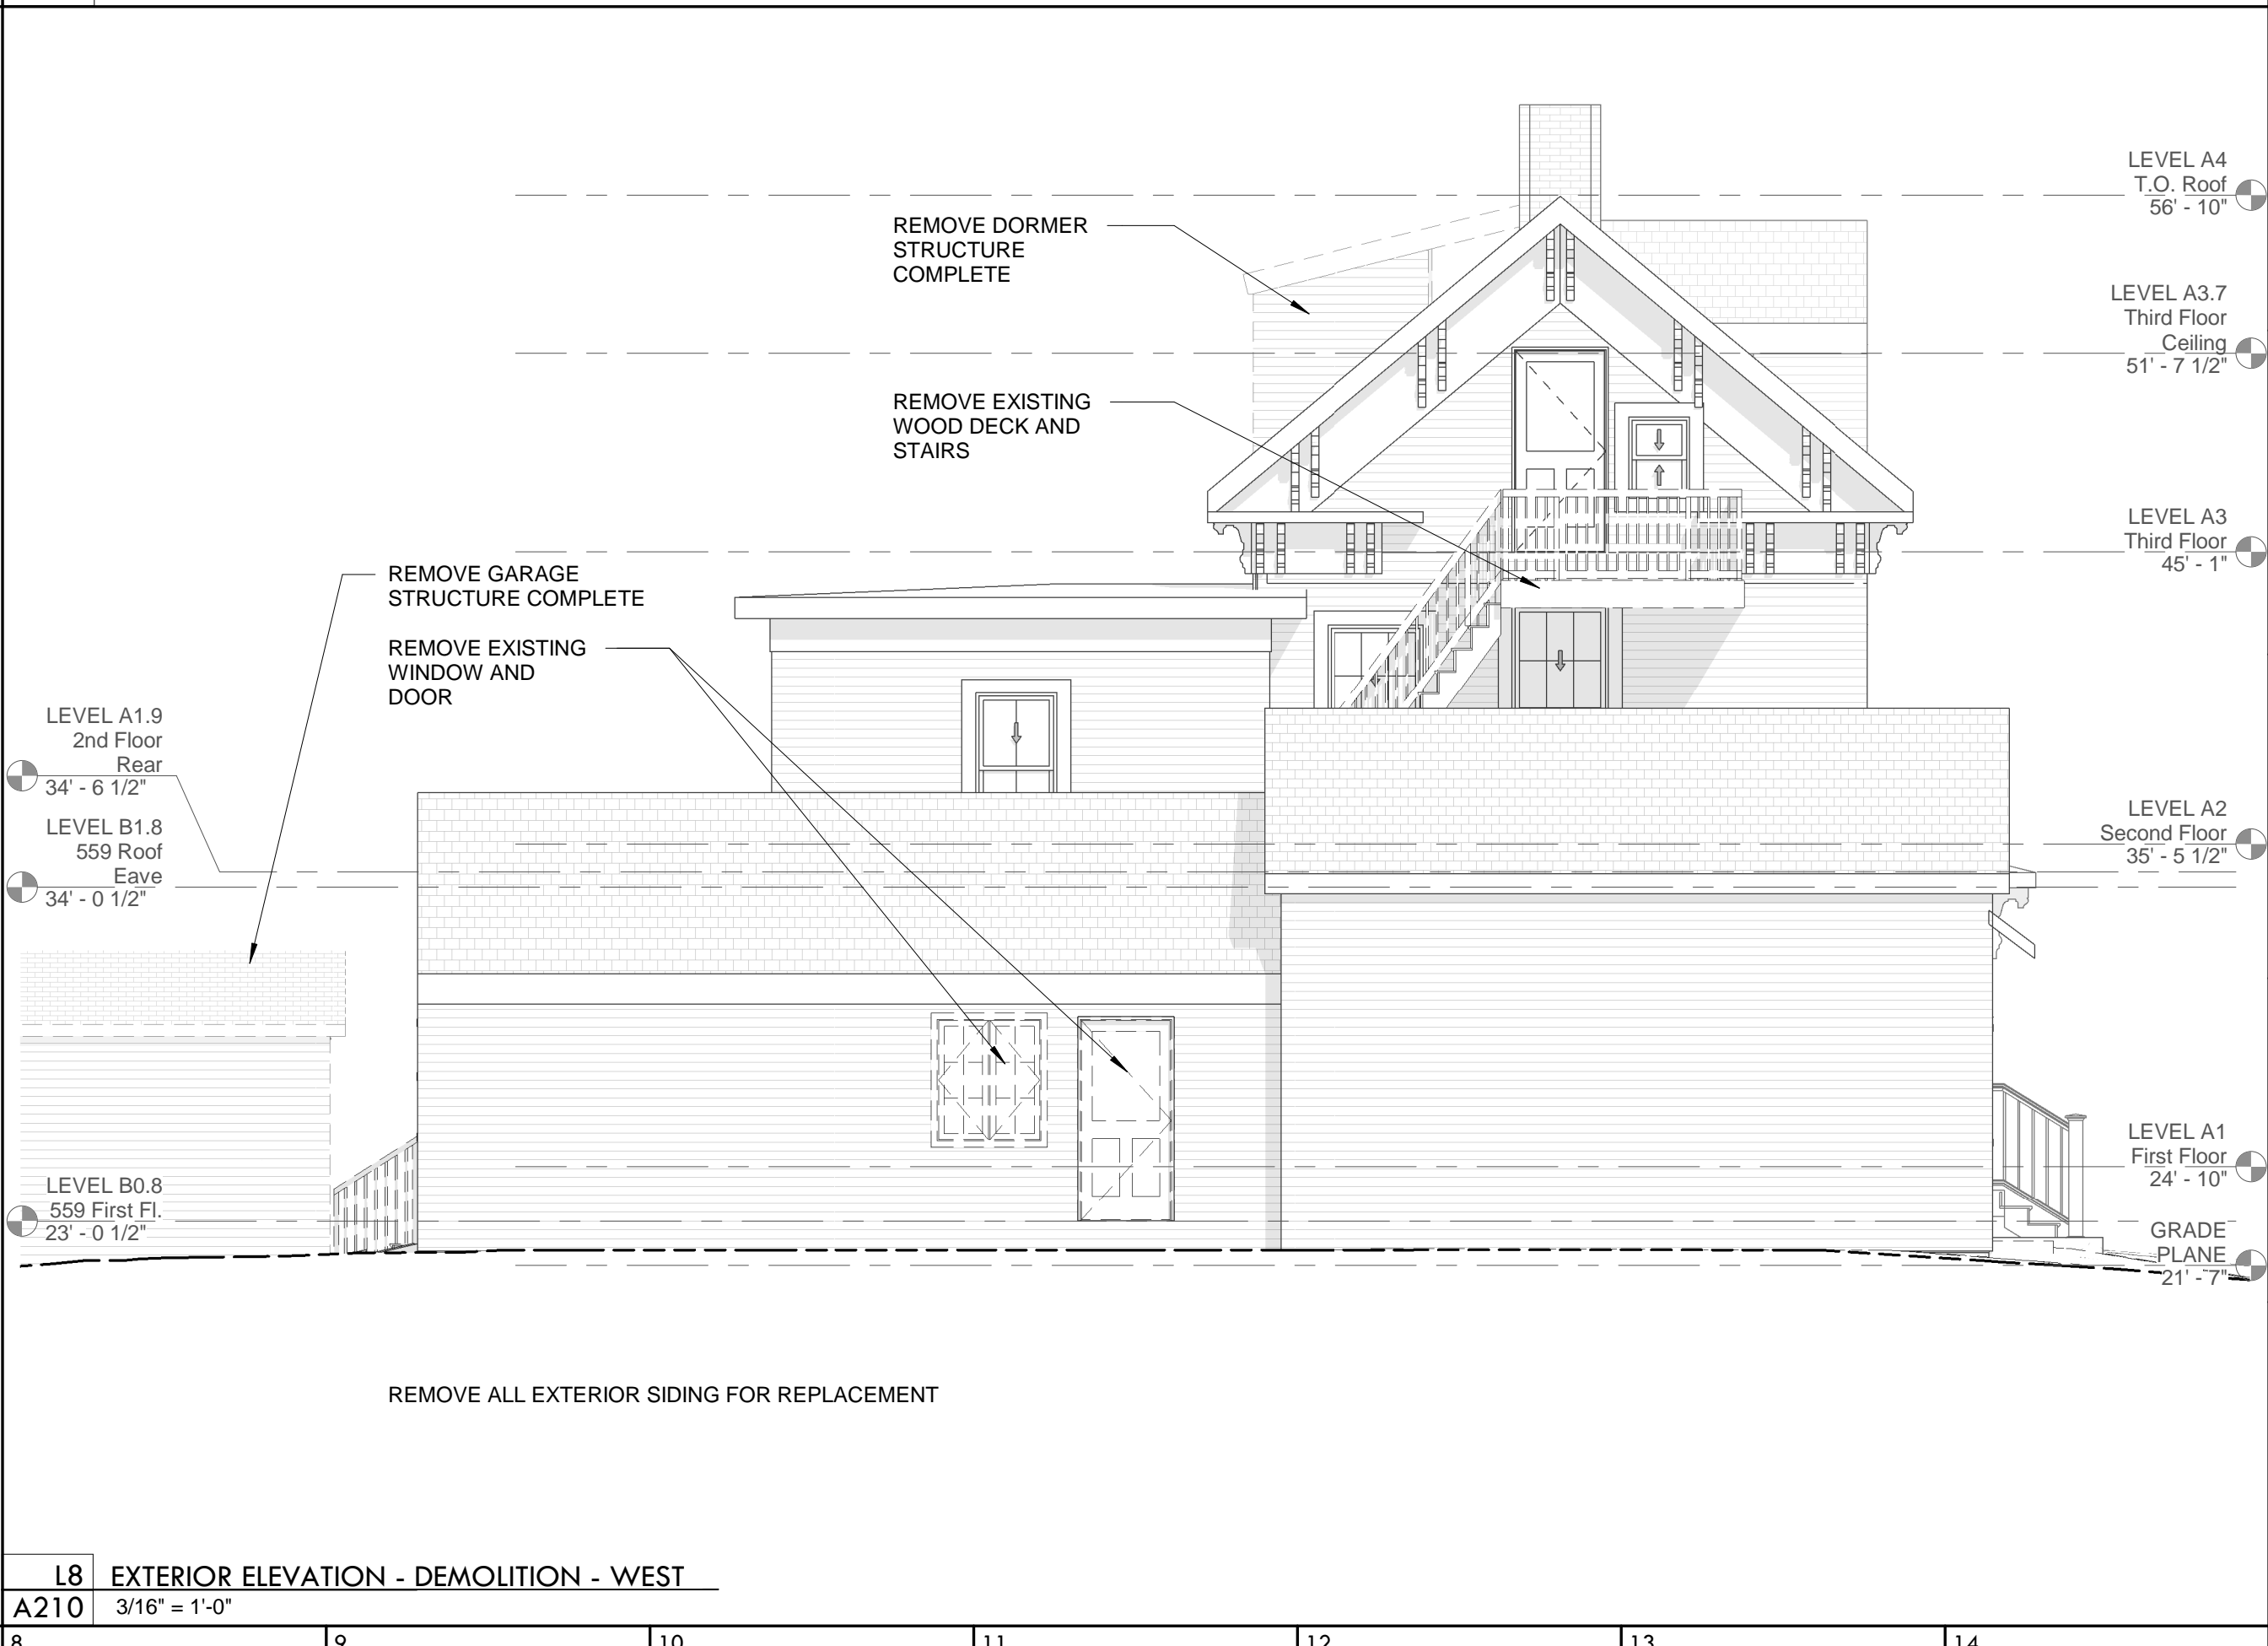 LEVEL A4
T.O. Roof
56' - 10"
REMOVE DORMER
STRUCTURE
COMPLETE
LEVEL A3.7
Third Floor
Ceiling
51' - 7 1/2"
REMOVE EXISTING
WOOD DECK AND
STAIRS
LEVEL A3
Third Floor
45' - 1"
REMOVE GARAGE
STRUCTURE COMPLETE
REMOVE EXISTING
WINDOW AND
DOOR
LEVEL A1.9
2nd Floor
Rear
34' - 6 1/2"
LEVEL B1.8
559 Roof
Eave
34' - 0 1/2"
LEVEL A2
Second Floor
35' - 5 1/2"
LEVEL A1
First Floor
24' - 10"
LEVEL B0.8
559 First Fl.
23' - 0 1/2"
GRADE
PLANE
21' - 7"
REMOVE ALL EXTERIOR SIDING FOR REPLACEMENT
L8 EXTERIOR ELEVATION - DEMOLITION - WEST
A210 3/16" = 1'-0"
8 9 10 11 12 13 14